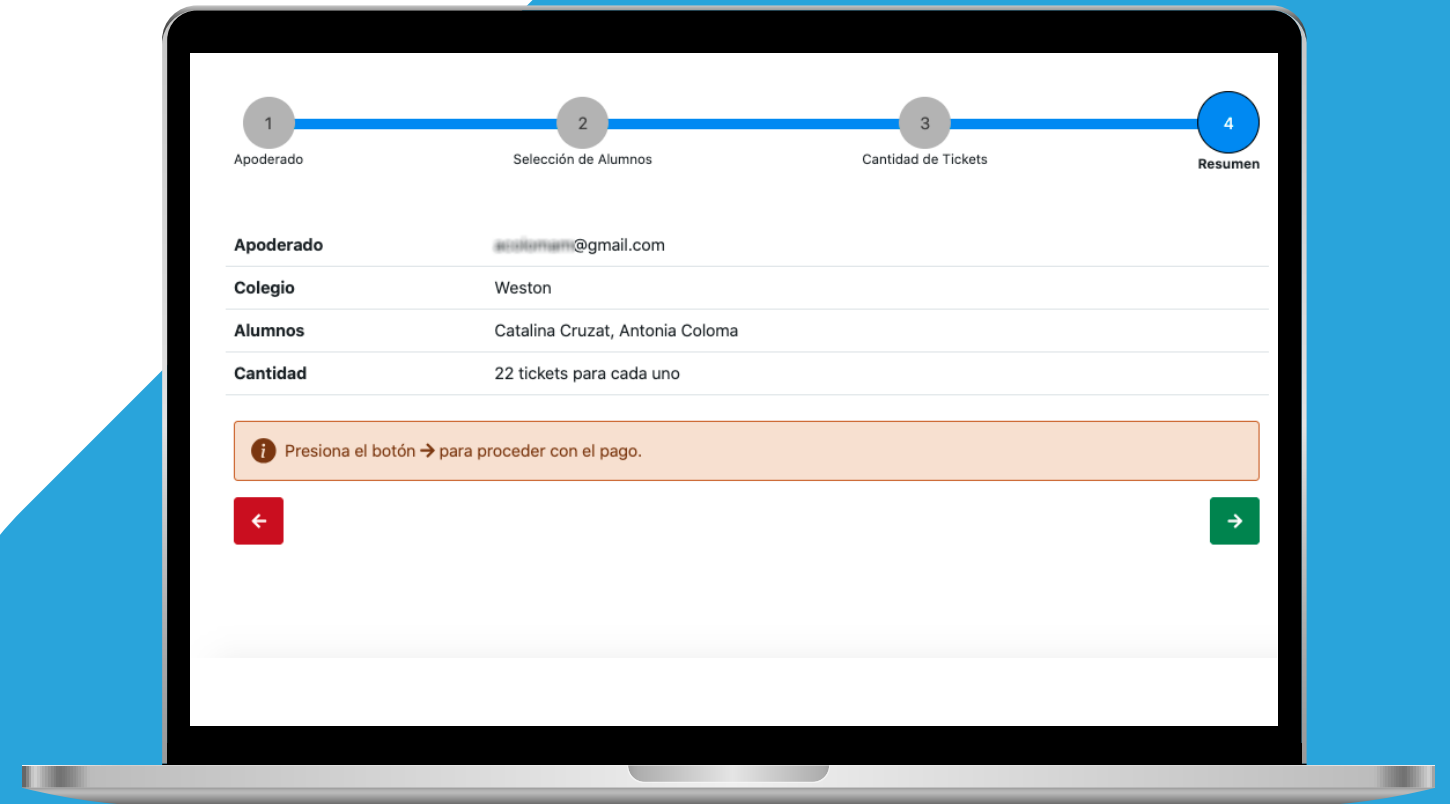 1 2 3 4
Apoderado Selección de Alumnos Cantidad de Tickets Resumen
Apoderado @gmail.com
Colegio Weston
Alumnos Catalina Cruzat, Antonia Coloma
Cantidad 22 tickets para cada uno
i Presiona el botón → para proceder con el pago.
← →